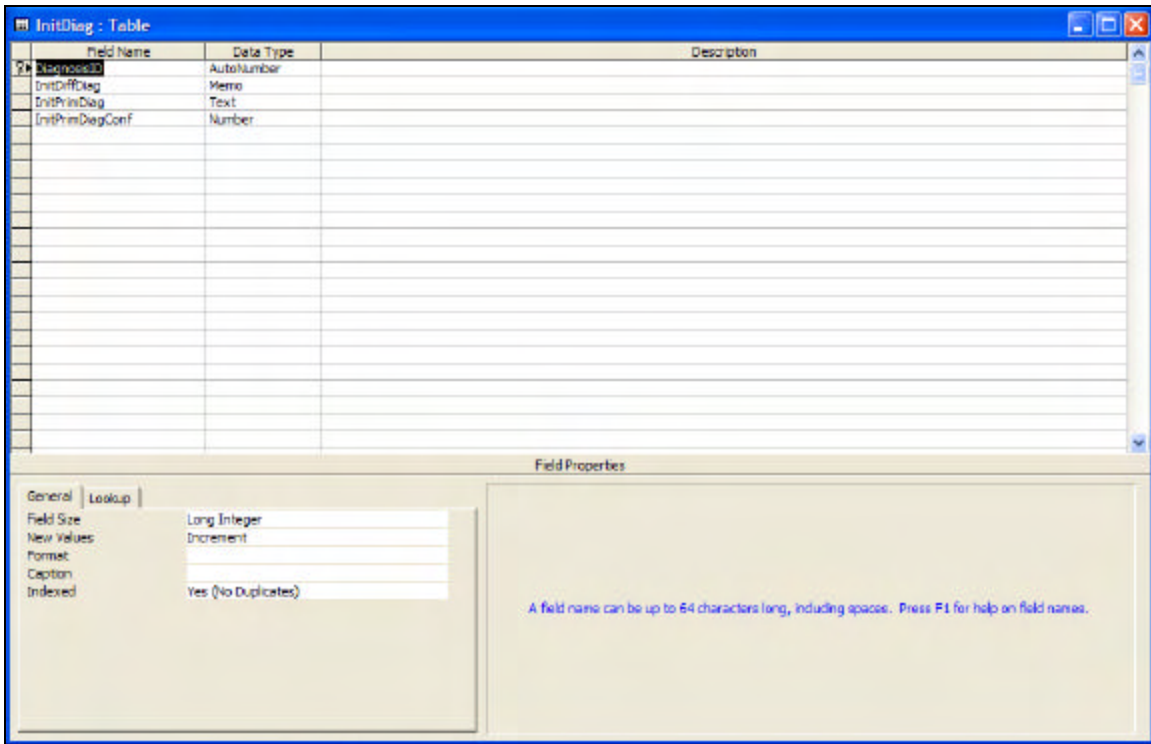 InitDiag : Table
Field Name Data Type Description
DiagnosisID AutoNumber
InitDiffDiag Memo
InitPrimDiag Text
InitPrimDiagConf Number
Field Properties
General Lookup
Field Size Long Integer
New Values Increment
Format
Caption
Indexed Yes (No Duplicates)
A field name can be up to 64 characters long, including spaces. Press F1 for help on field names.